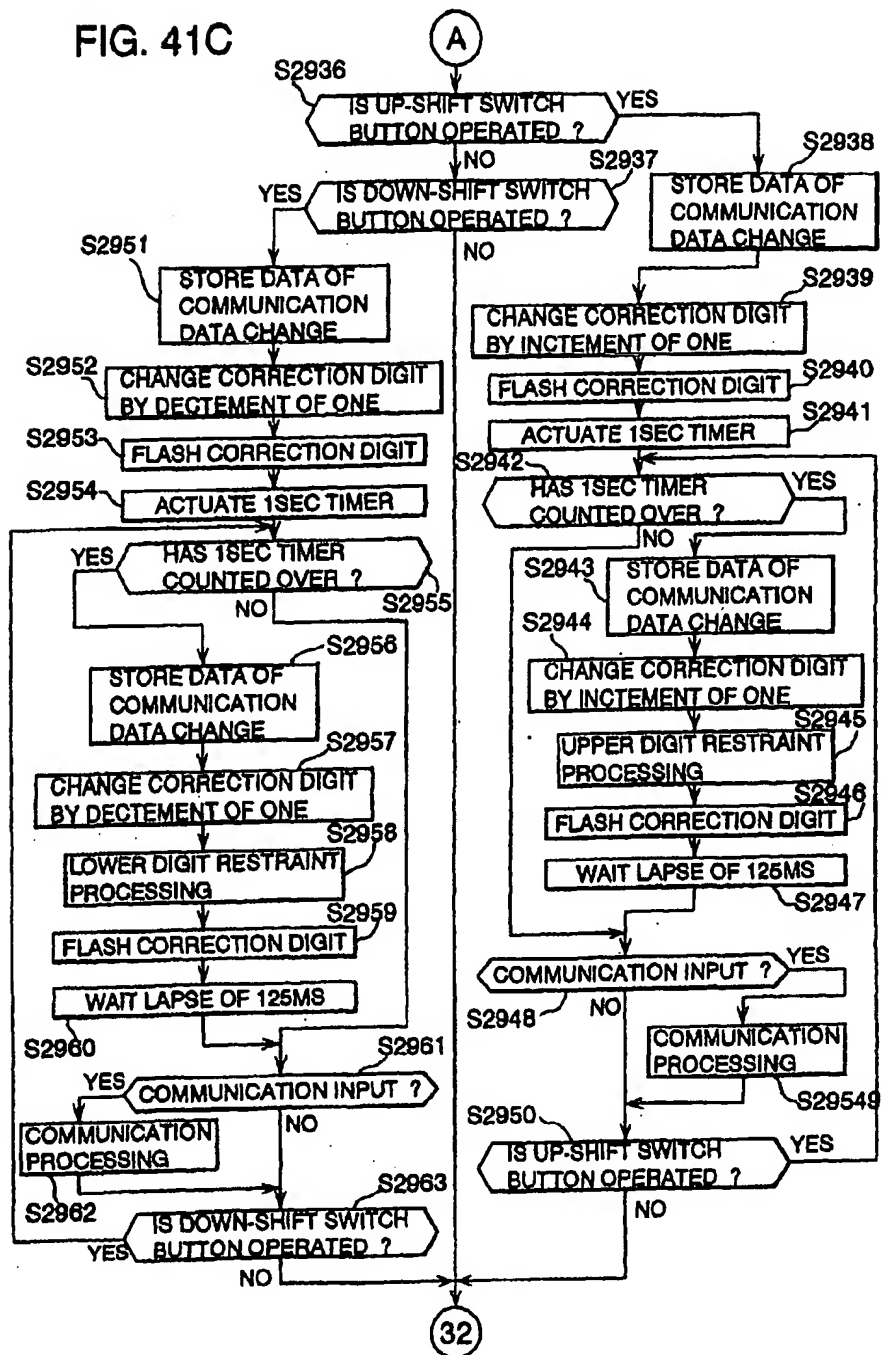 FIG. 41C
A
S2936
IS UP-SHIFT SWITCH
BUTTON OPERATED ?
YES
NO
S2937
S2938
YES
IS DOWN-SHIFT SWITCH
BUTTON OPERATED ?
NO
STORE DATA OF
COMMUNICATION
DATA CHANGE
S2951
STORE DATA OF
COMMUNICATION
DATA CHANGE
S2939
CHANGE CORRECTION DIGIT
BY INCTEMENT OF ONE
S2952
CHANGE CORRECTION DIGIT
BY DECTEMENT OF ONE
S2940
FLASH CORRECTION DIGIT
S2953
FLASH CORRECTION DIGIT
S2941
ACTUATE 1SEC TIMER
S2954
ACTUATE 1SEC TIMER
S2942
HAS 1SEC TIMER
COUNTED OVER ?
YES
NO
YES
HAS 1SEC TIMER
COUNTED OVER ?
NO
S2955
S2943
STORE DATA OF
COMMUNICATION
DATA CHANGE
S2956
STORE DATA OF
COMMUNICATION
DATA CHANGE
S2944
CHANGE CORRECTION DIGIT
BY INCTEMENT OF ONE
S2957
CHANGE CORRECTION DIGIT
BY DECTEMENT OF ONE
S2945
UPPER DIGIT RESTRAINT
PROCESSING
S2958
LOWER DIGIT RESTRAINT
PROCESSING
S2946
FLASH CORRECTION DIGIT
S2959
FLASH CORRECTION DIGIT
WAIT LAPSE OF 125MS
S2947
WAIT LAPSE OF 125MS
S2960
COMMUNICATION INPUT ?
YES
S2948
NO
S2961
YES
COMMUNICATION INPUT ?
NO
COMMUNICATION
PROCESSING
S29549
COMMUNICATION
PROCESSING
S2962
S2950
IS UP-SHIFT SWITCH
BUTTON OPERATED ?
YES
NO
S2963
IS DOWN-SHIFT SWITCH
BUTTON OPERATED ?
YES
NO
32